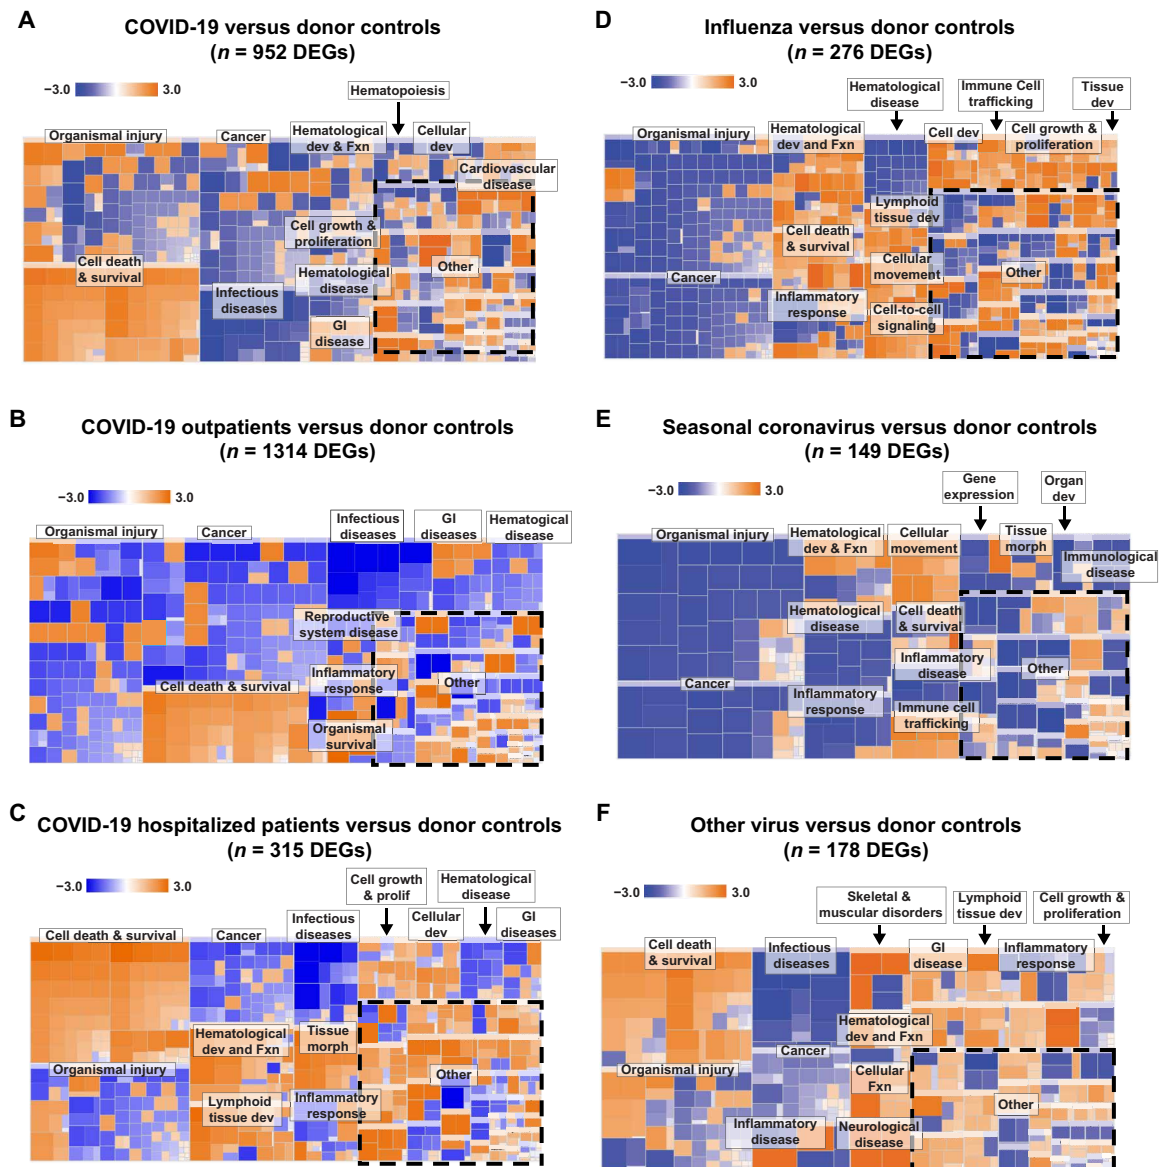 A
COVID-19 versus donor controls
(n = 952 DEGs)
−3.0 3.0
Hematopoiesis
Organismal injury
Cancer
Hematological
dev & Fxn
Cellular
dev
Cardiovascular
disease
Cell growth &
proliferation
Cell death
& survival
Hematological
disease
Other
Infectious
diseases
GI
disease
B
COVID-19 outpatients versus donor controls
(n = 1314 DEGs)
−3.0 3.0
Organismal injury
Cancer
Infectious
diseases
GI
diseases
Hematogical
disease
Reproductive
system disease
Inflammatory
response
Cell death & survival
Other
Organismal
survival
C
COVID-19 hospitalized patients versus donor controls
(n = 315 DEGs)
−3.0 3.0
Cell growth
& prolif
Hematological
disease
Cell death & survival
Cancer
Infectious
diseases
Cellular
dev
GI
diseases
Hematological
dev and Fxn
Tissue
morph
Organismal injury
Other
Lymphoid
tissue dev
Inflammatory
response
D
Influenza versus donor controls
(n = 276 DEGs)
−3.0 3.0
Hematological
disease
Immune Cell
trafficking
Tissue
dev
Organismal injury
Hematological
dev and Fxn
Cell dev
Cell growth &
proliferation
Lymphoid
tissue dev
Cell death
& survival
Cellular
movement
Other
Cancer
Inflammatory
response
Cell-to-cell
signaling
E
Seasonal coronavirus versus donor controls
(n = 149 DEGs)
−3.0 3.0
Gene
expression
Organ
dev
Organismal injury
Hematological
dev & Fxn
Cellular
movement
Tissue
morph
Immunological
disease
Hematological
disease
Cell death
& survival
Inflammatory
disease
Other
Cancer
Inflammatory
response
Immune cell
trafficking
F
Other virus versus donor controls
(n = 178 DEGs)
−3.0 3.0
Skeletal &
muscular disorders
Lymphoid
tissue dev
Cell growth &
proliferation
Cell death
& survival
Infectious
diseases
GI
disease
Inflammatory
response
Hematological
dev and Fxn
Cancer
Organismal injury
Cellular
Fxn
Other
Inflammatory
disease
Neurological
disease